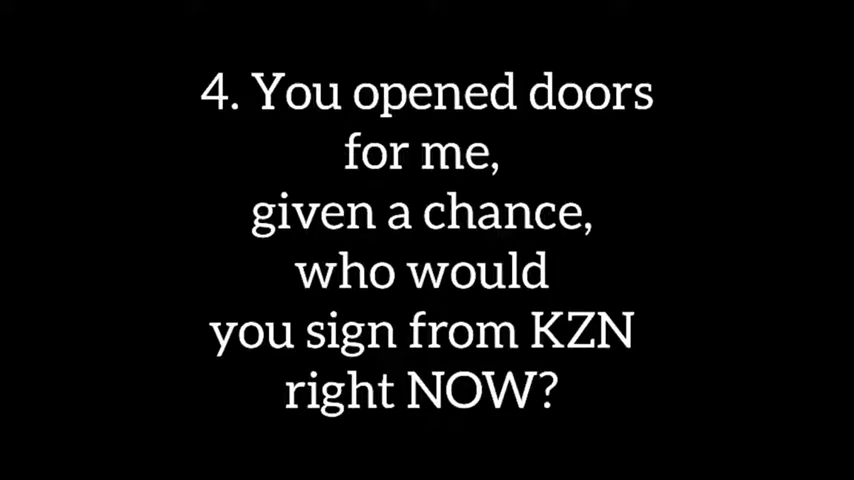 4. You opened doors
for me,
given a chance,
who would
you sign from KZN
right NOW?